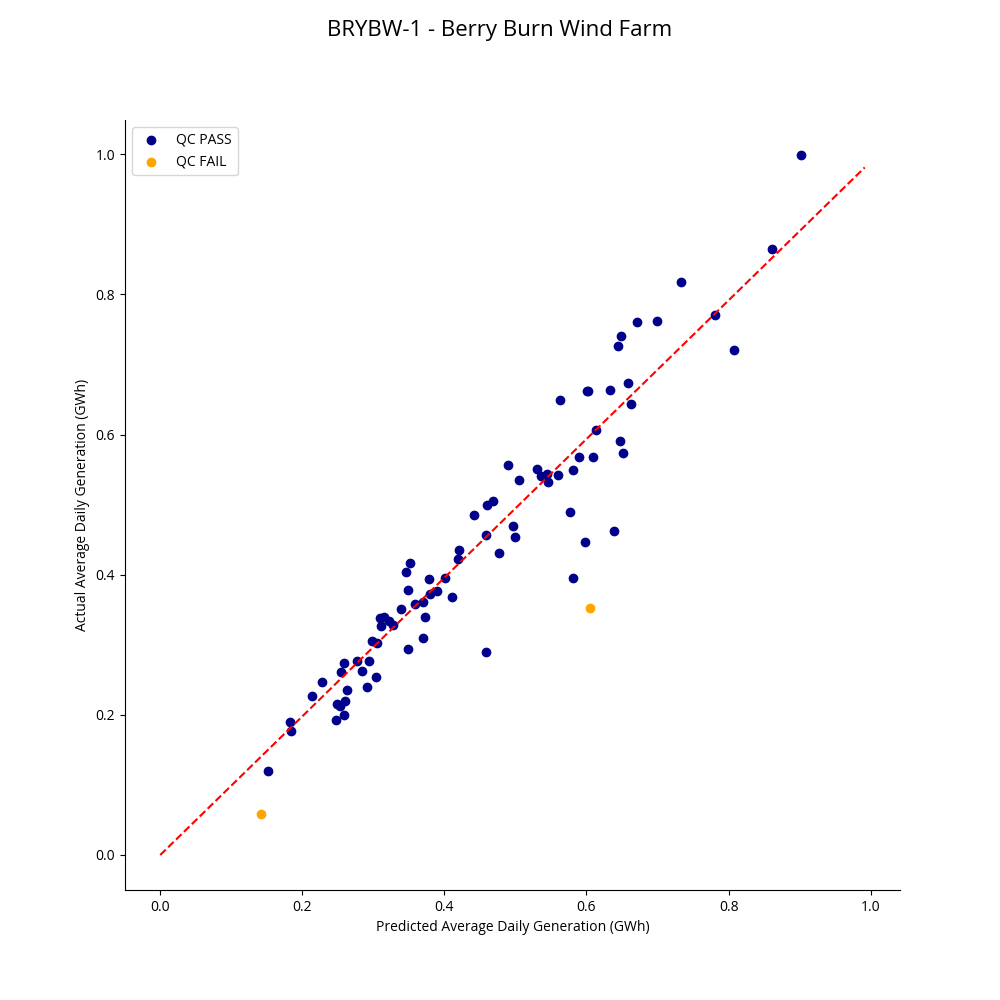 BRYBW-1 - Berry Burn Wind Farm
QC PASS
QC FAIL
1.0
0.8
0.6
0.4
0.2
0.0
Actual Average Daily Generation (GWh)
0.0 0.2 0.4 0.6 0.8 1.0
Predicted Average Daily Generation (GWh)